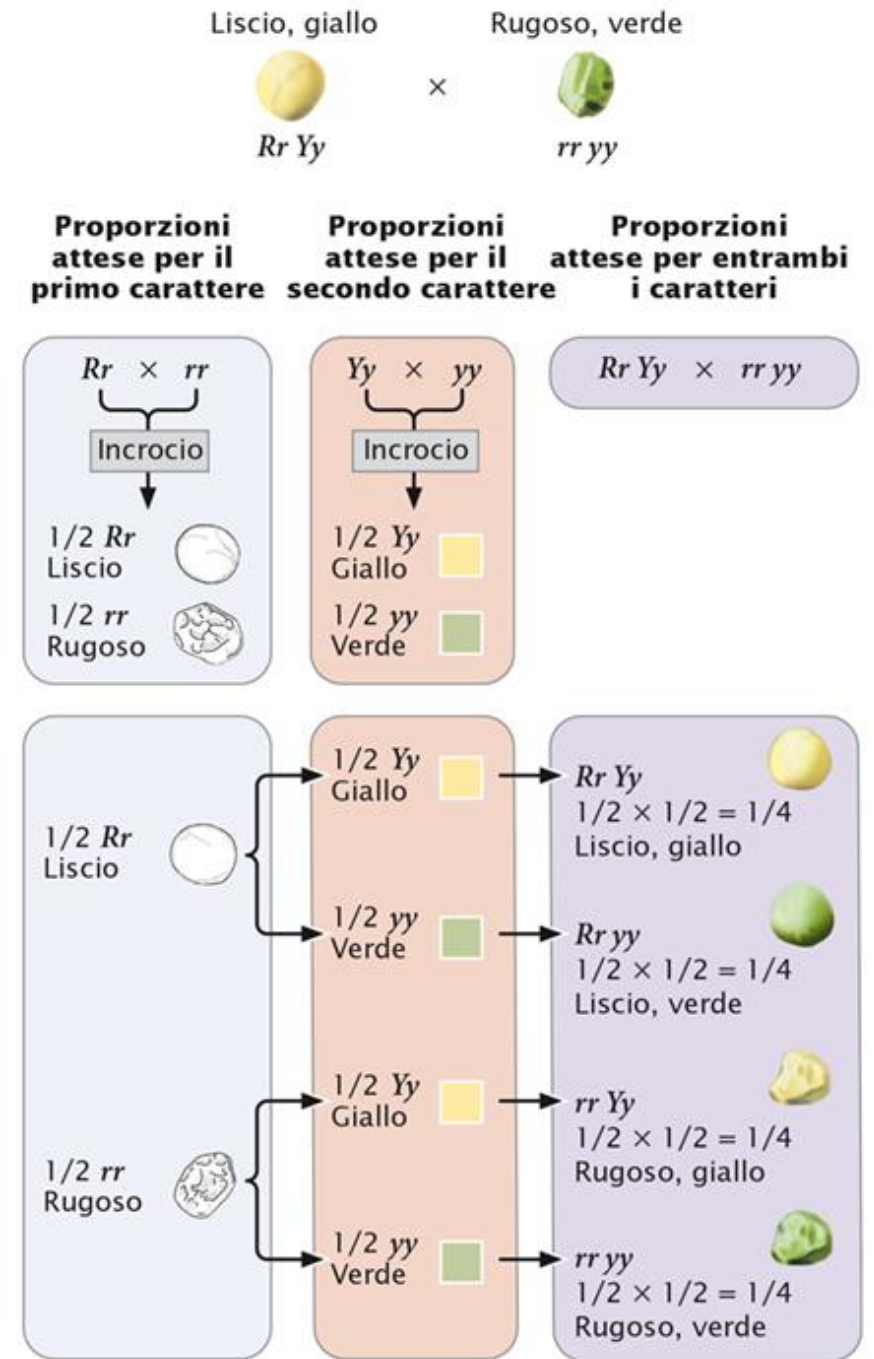 Liscio, giallo
Rugoso, verde
×
Rr Yy
rr yy
Proporzioni
attese per il
primo carattere
Proporzioni
attese per il
secondo carattere
Proporzioni
attese per entrambi
i caratteri
Rr × rr
Incrocio
1/2 Rr
Liscio
1/2 rr
Rugoso
Yy × yy
Incrocio
1/2 Yy
Giallo
1/2 yy
Verde
Rr Yy × rr yy
1/2 Rr
Liscio
1/2 Yy
Giallo
Rr Yy
1/2 × 1/2 = 1/4
Liscio, giallo
1/2 yy
Verde
Rr yy
1/2 × 1/2 = 1/4
Liscio, verde
1/2 rr
Rugoso
1/2 Yy
Giallo
rr Yy
1/2 × 1/2 = 1/4
Rugoso, giallo
1/2 yy
Verde
rr yy
1/2 × 1/2 = 1/4
Rugoso, verde